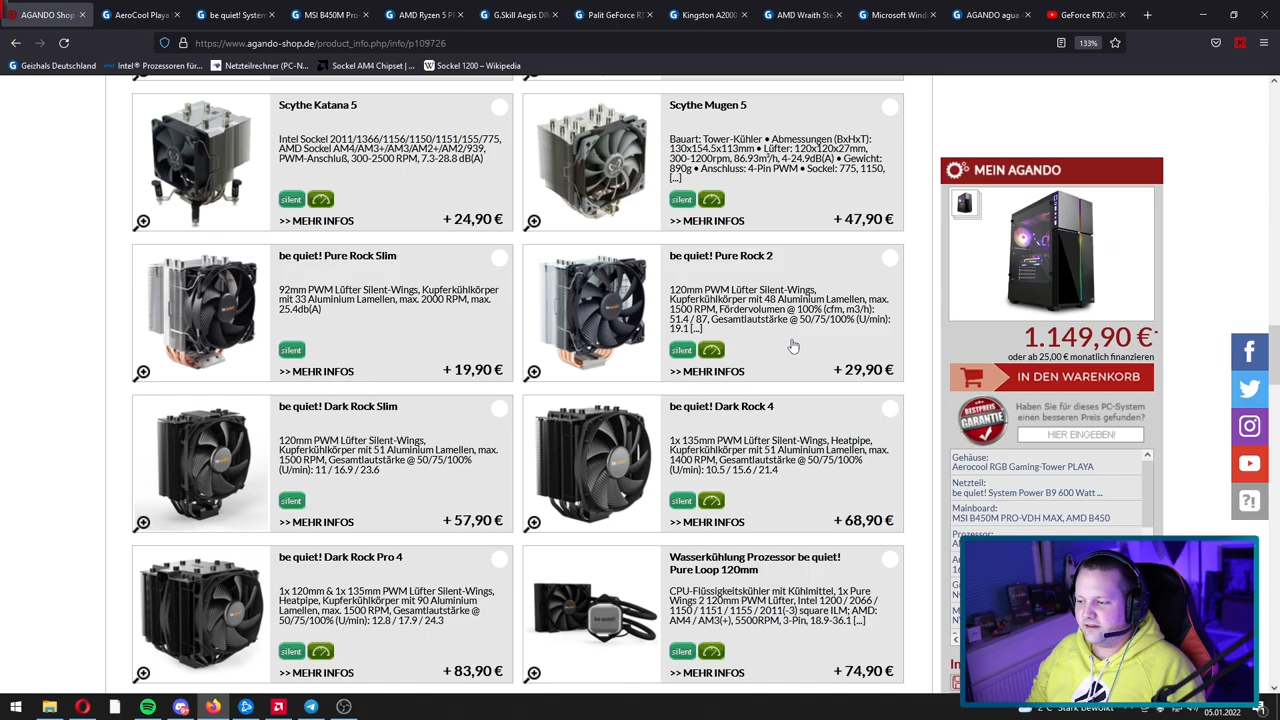 AGANDO Shop
AeroCool Playa
be quiet! System
MSI B450M Pro
AMD Ryzen 5 P
G.Skill Aegis DIM
Palit GeForce R
Kingston A2000
AMD Wraith Ste
Microsoft Wind
AGANDO agua
GeForce RTX 20
https://www.agando-shop.de/product_info.php/info/p109726
133%
Geizhals Deutschland
Intel® Prozessoren für...
Netzteilrechner (PC-N...
Sockel AM4 Chipset |...
Sockel 1200 – Wikipedia
Scythe Katana 5
Intel Sockel 2011/1366/1156/1150/1151/155/775,
AMD Sockel AM4/AM3+/AM3/AM2+/AM2/939,
PWM-Anschluß, 300-2500 RPM, 7.3-28.8 dB(A)
silent
>> MEHR INFOS
+ 24,90 €
Scythe Mugen 5
Bauart: Tower-Kühler • Abmessungen (BxHxT):
130x154.5x113mm • Lüfter: 120x120x27mm,
300-1200rpm, 86.93m³/h, 4-24.9dB(A) • Gewicht:
890g • Anschluss: 4-Pin PWM • Sockel: 775, 1150,
[...]
silent
>> MEHR INFOS
+ 47,90 €
be quiet! Pure Rock Slim
92mm PWM Lüfter Silent-Wings, Kupferkühlkörper
mit 33 Aluminium Lamellen, max. 2000 RPM, max.
25.4db(A)
silent
>> MEHR INFOS
+ 19,90 €
be quiet! Pure Rock 2
120mm PWM Lüfter Silent-Wings,
Kupferkühlkörper mit 48 Aluminium Lamellen, max.
1500 RPM, Fördervolumen @ 100% (cfm, m3/h):
51.4 / 87, Gesamtlautstärke @ 50/75/100% (U/min):
19.1 [...]
silent
>> MEHR INFOS
+ 29,90 €
be quiet! Dark Rock Slim
120mm PWM Lüfter Silent-Wings,
Kupferkühlkörper mit 51 Aluminium Lamellen, max.
1500 RPM, Gesamtlautstärke @ 50/75/100%
(U/min): 11 / 16.9 / 23.6
silent
>> MEHR INFOS
+ 57,90 €
be quiet! Dark Rock 4
1x 135mm PWM Lüfter Silent-Wings, Heatpipe,
Kupferkühlkörper mit 51 Aluminium Lamellen, max.
1400 RPM, Gesamtlautstärke @ 50/75/100%
(U/min): 10.5 / 15.6 / 21.4
silent
>> MEHR INFOS
+ 68,90 €
be quiet! Dark Rock Pro 4
1x 120mm & 1x 135mm PWM Lüfter Silent-Wings,
Heatpipe, Kupferkühlkörper mit 90 Aluminium
Lamellen, max. 1500 RPM, Gesamtlautstärke @
50/75/100% (U/min): 12.8 / 17.9 / 24.3
silent
>> MEHR INFOS
+ 83,90 €
Wasserkühlung Prozessor be quiet!
Pure Loop 120mm
CPU-Flüssigkeitskühler mit Kühlmittel, 1x Pure
Wings 2 120mm PWM Lüfter, Intel 1200 / 2066 /
1150 / 1151 / 1155 / 2011(-3) square ILM; AMD:
AM4 / AM3(+), 5500RPM, 3-Pin, 18.9-36.1 [...]
silent
>> MEHR INFOS
+ 74,90 €
MEIN AGANDO
1.149,90 €*
oder ab 25,00 € monatlich finanzieren
IN DEN WARENKORB
BESTPREIS
GARANTIE
Haben Sie für dieses PC-System
einen besseren Preis gefunden?
HIER EINGEBEN!
Gehäuse:
Aerocool RGB Gaming-Tower PLAYA
Netzteil:
be quiet! System Power B9 600 Watt ...
Mainboard:
MSI B450M PRO-VDH MAX, AMD B450
Prozessor:
2°C
Stark bewölkt
05.01.2022